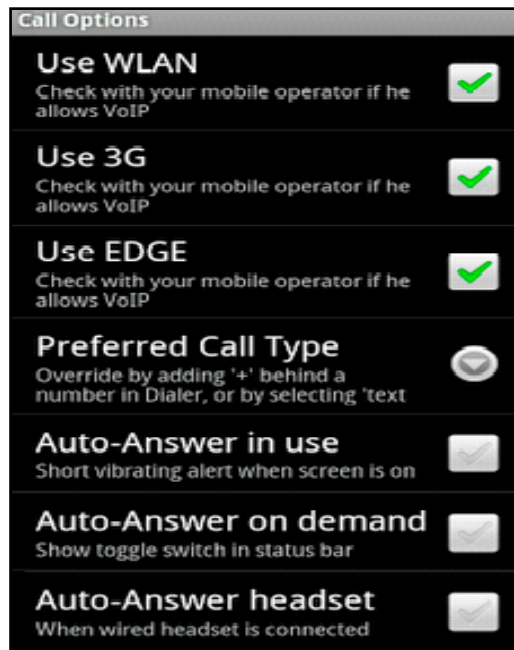 Call Options
Use WLAN
Check with your mobile operator if he
allows VoIP
Use 3G
Check with your mobile operator if he
allows VoIP
Use EDGE
Check with your mobile operator if he
allows VoIP
Preferred Call Type
Override by adding '+' behind a
number in Dialer, or by selecting 'text
Auto-Answer in use
Short vibrating alert when screen is on
Auto-Answer on demand
Show toggle switch in status bar
Auto-Answer headset
When wired headset is connected